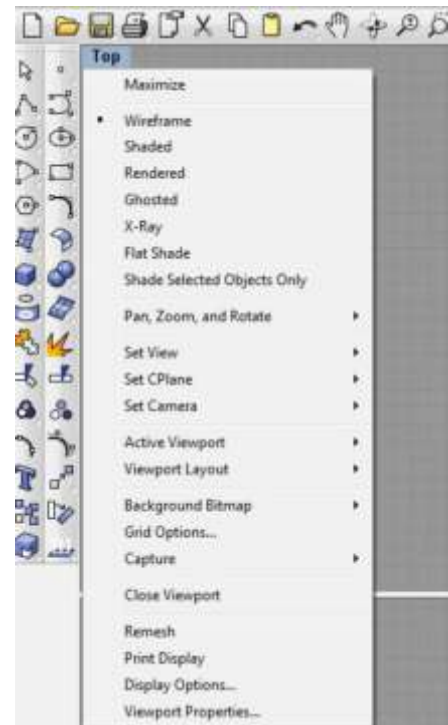 Top
Maximize
Wireframe
Shaded
Rendered
Ghosted
X-Ray
Flat Shade
Shade Selected Objects Only
Pan, Zoom, and Rotate
Set View
Set CPlane
Set Camera
Active Viewport
Viewport Layout
Background Bitmap
Grid Options...
Capture
Close Viewport
Remesh
Print Display
Display Options...
Viewport Properties...